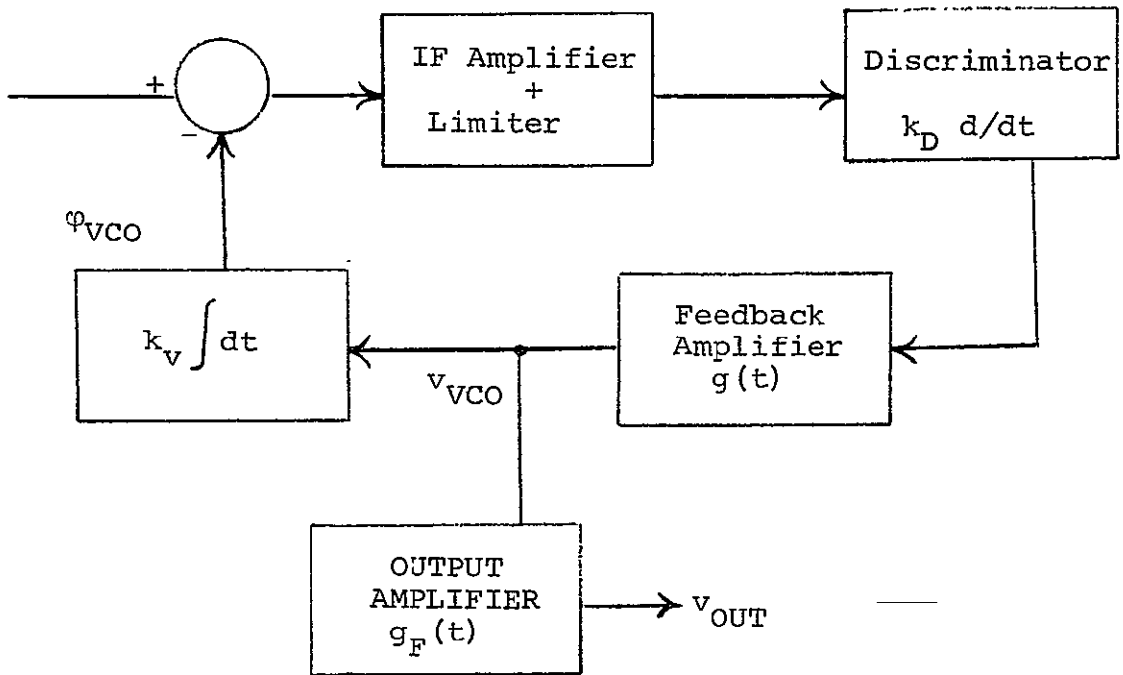 IF Amplifier
+
Limiter
Discriminator
k_D d/dt
+
-
φ_VCO
k_v ∫ dt
v_VCO
Feedback
Amplifier
g(t)
OUTPUT
AMPLIFIER
g_F(t)
v_OUT